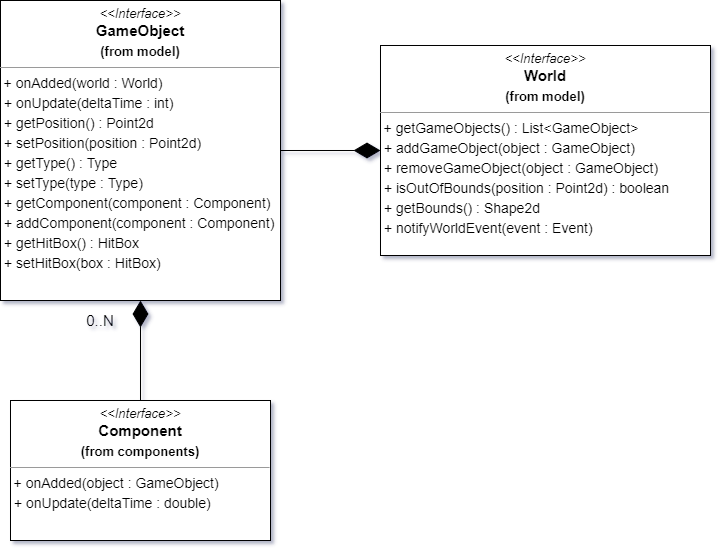 <<Interface>>
GameObject
(from model)
+ onAdded(world : World)
+ onUpdate(deltaTime : int)
+ getPosition() : Point2d
+ setPosition(position : Point2d)
+ getType() : Type
+ setType(type : Type)
+ getComponent(component : Component)
+ addComponent(component : Component)
+ getHitBox() : HitBox
+ setHitBox(box : HitBox)
<<Interface>>
World
(from model)
+ getGameObjects() : List<GameObject>
+ addGameObject(object : GameObject)
+ removeGameObject(object : GameObject)
+ isOutOfBounds(position : Point2d) : boolean
+ getBounds() : Shape2d
+ notifyWorldEvent(event : Event)
0..N
<<Interface>>
Component
(from components)
+ onAdded(object : GameObject)
+ onUpdate(deltaTime : double)